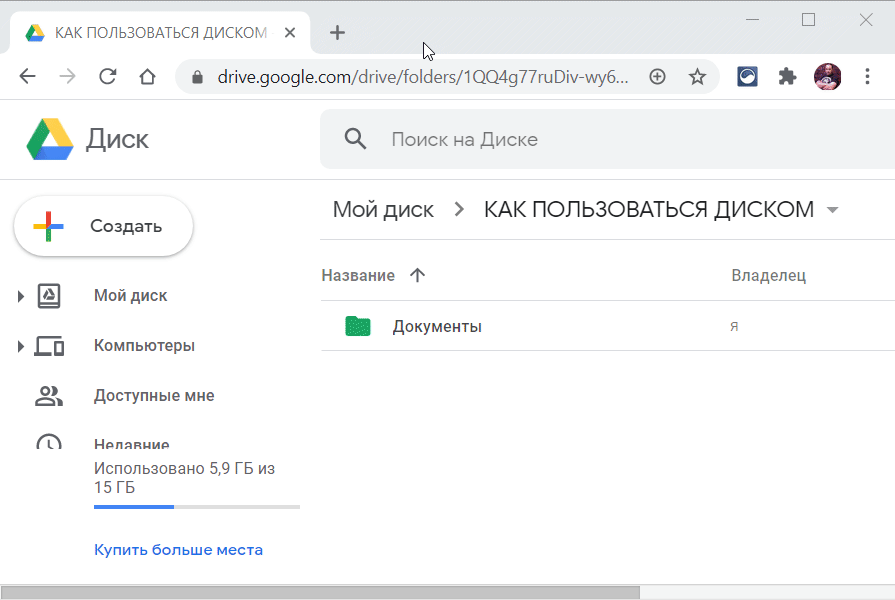 КАК ПОЛЬЗОВАТЬСЯ ДИСКОМ
drive.google.com/drive/folders/1QQ4g77ruDiv-wy6...
Диск
Поиск на Диске
Создать
Мой диск
КАК ПОЛЬЗОВАТЬСЯ ДИСКОМ
Название
Владелец
Документы
я
Мой диск
Компьютеры
Доступные мне
Недавние
Использовано 5,9 ГБ из
15 ГБ
Купить больше места